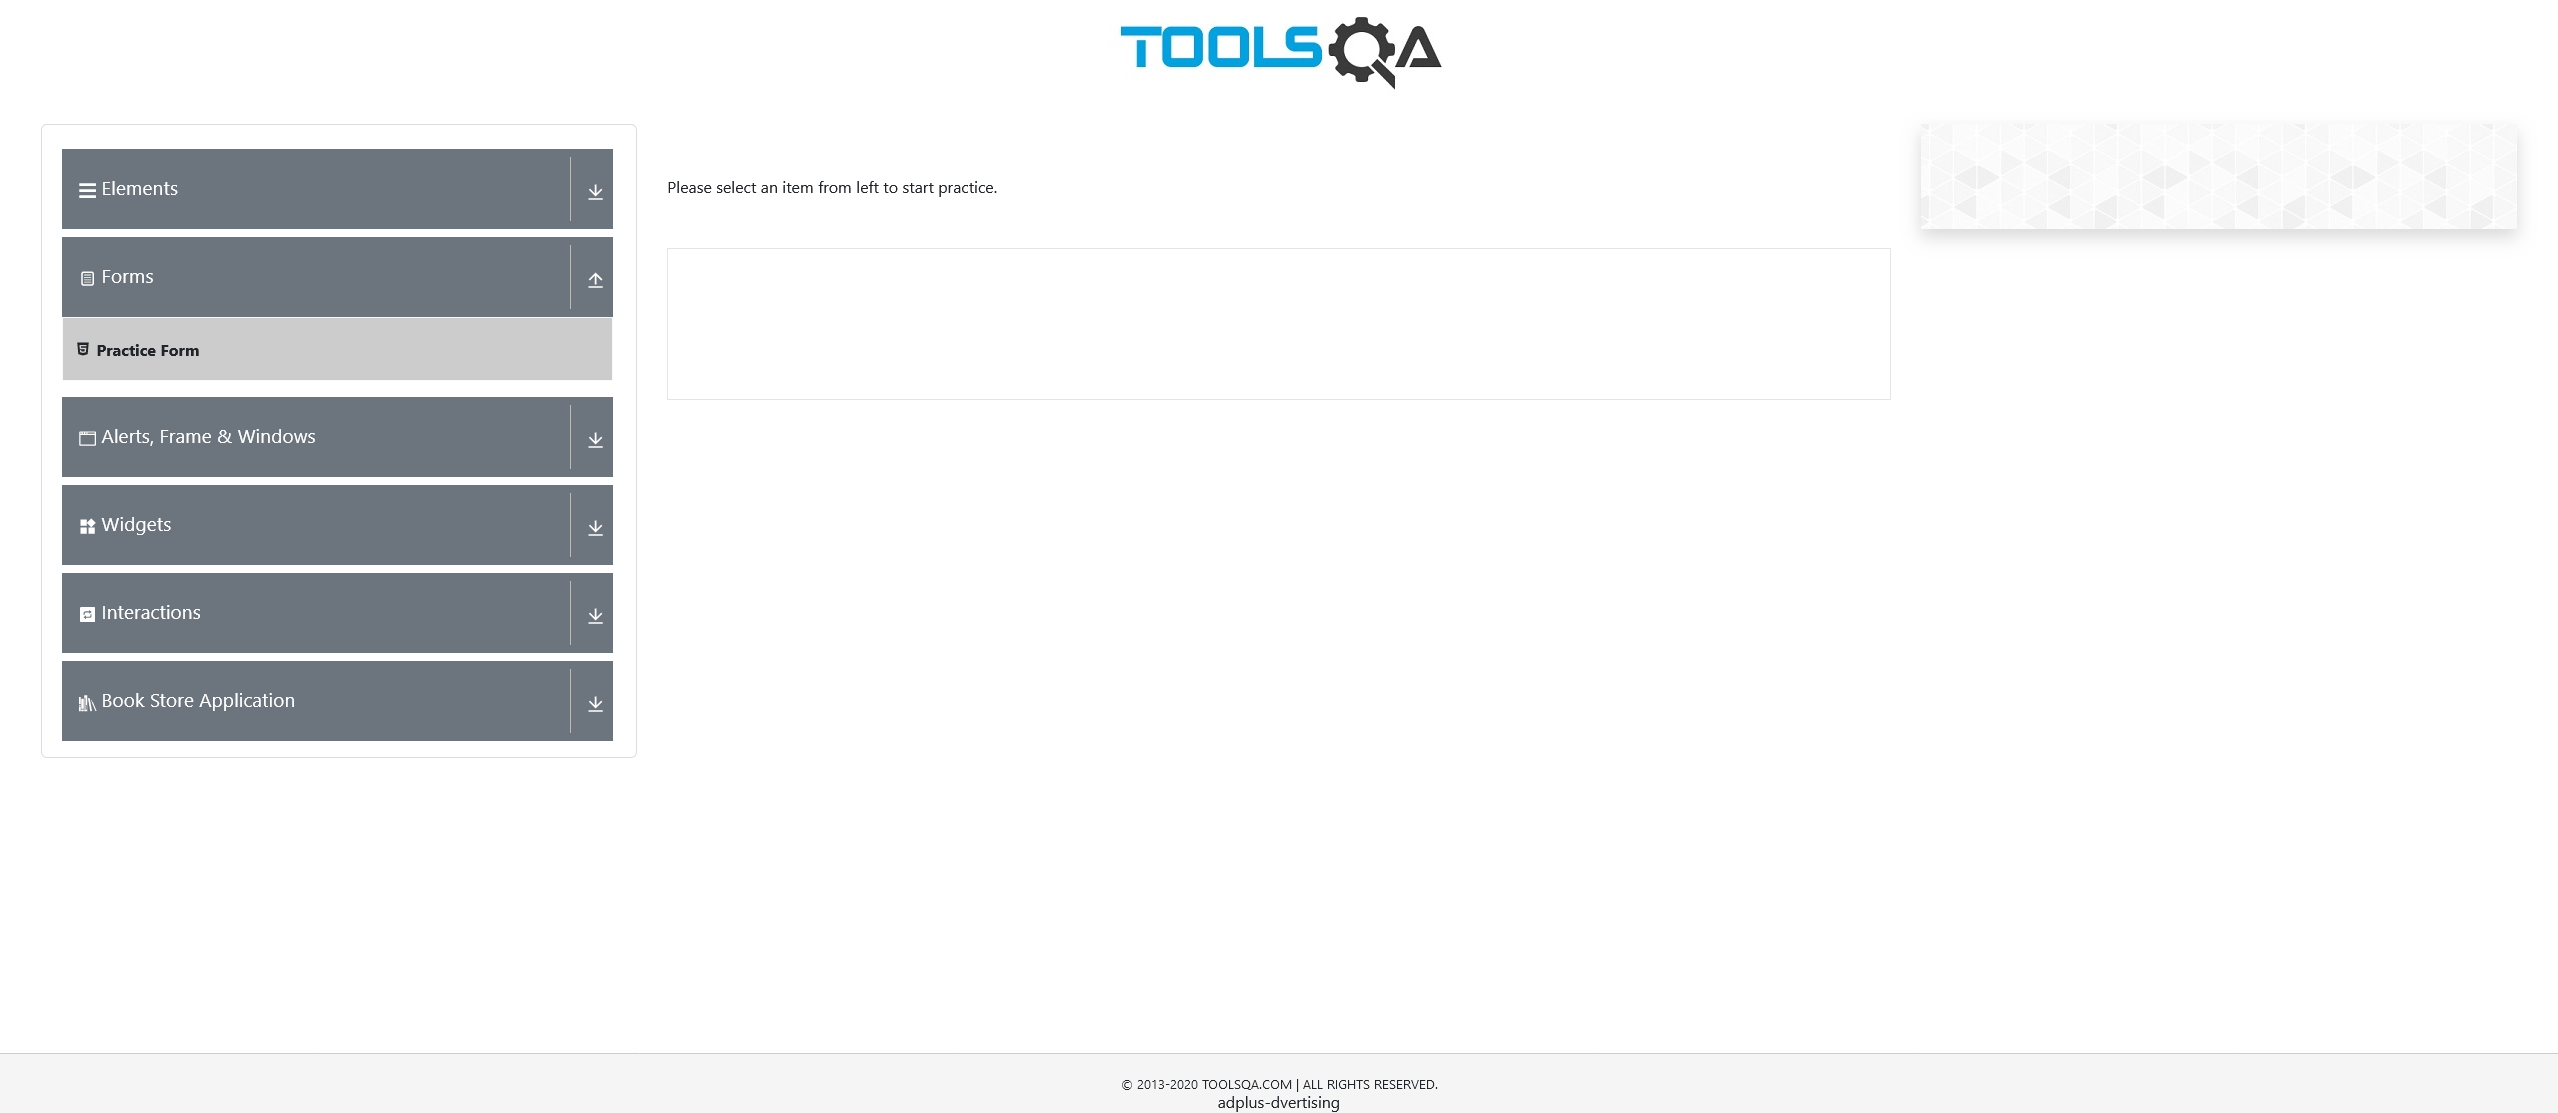 TOOLSQA
Elements
Forms
Practice Form
Alerts, Frame & Windows
Widgets
Interactions
Book Store Application
Please select an item from left to start practice.
© 2013-2020 TOOLSQA.COM | ALL RIGHTS RESERVED.
adplus-dvertising